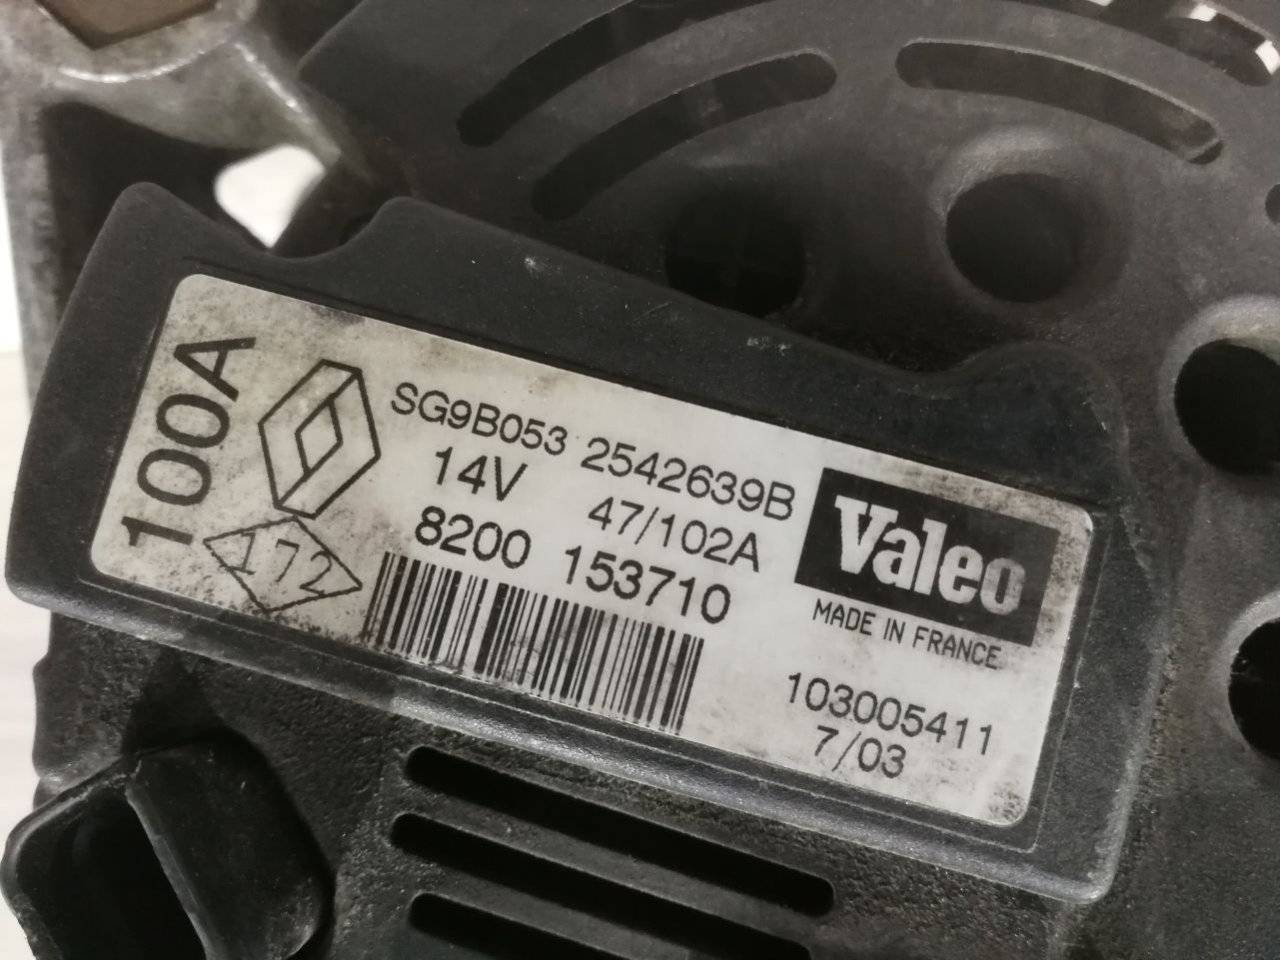 100A
172
SG9B053 2542639B
14V 47/102A
8200 153710
Valeo
MADE IN FRANCE
103005411
7/03